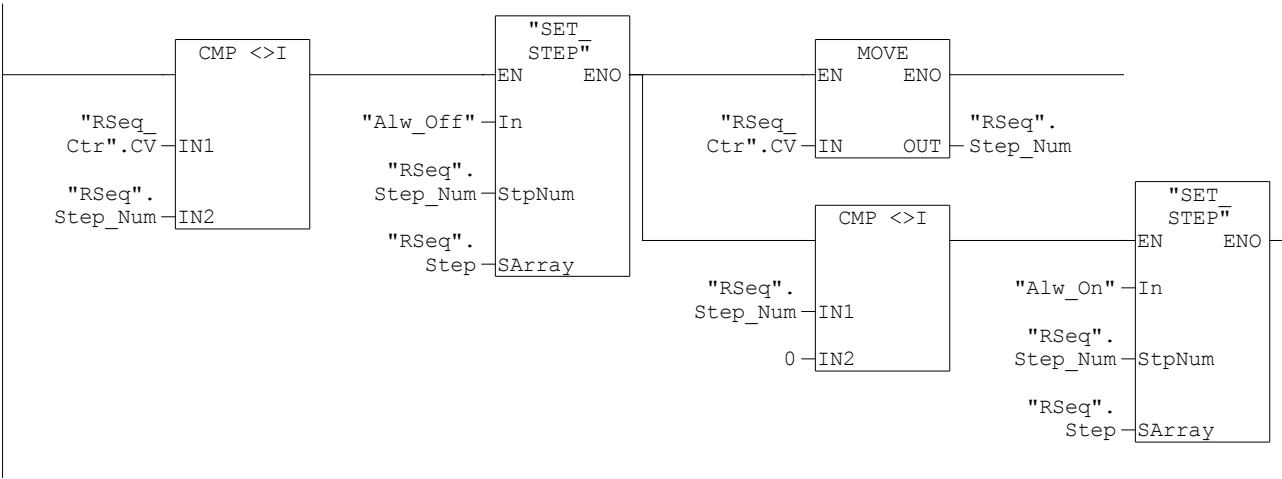 CMP <>I
"RSeq_
Ctr".CV
IN1
"RSeq".
Step_Num
IN2
"SET_
STEP"
EN ENO
"Alw_Off"
In
"RSeq".
Step_Num
StpNum
"RSeq".
Step
SArray
MOVE
EN ENO
"RSeq_
Ctr".CV
IN OUT
"RSeq".
Step_Num
CMP <>I
"RSeq".
Step_Num
IN1
0
IN2
"SET_
STEP"
EN ENO
"Alw_On"
In
"RSeq".
Step_Num
StpNum
"RSeq".
Step
SArray